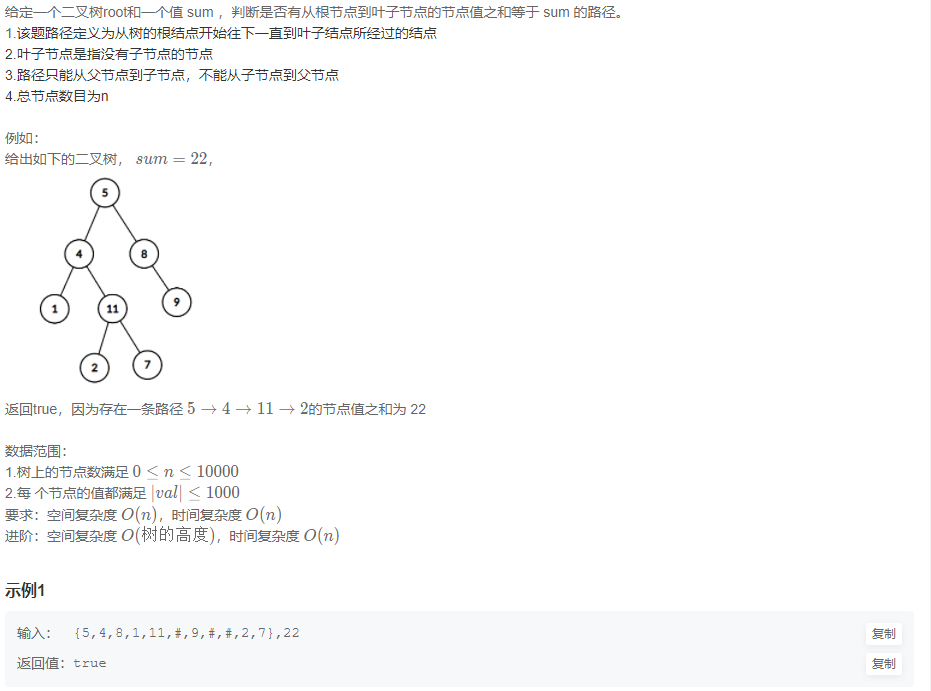 给定一个二叉树root和一个值 sum ，判断是否有从根节点到叶子节点的节点值之和等于 sum 的路径。
1.该题路径定义为从树的根结点开始往下一直到叶子结点所经过的结点
2.叶子节点是指没有子节点的节点
3.路径只能从父节点到子节点，不能从子节点到父节点
4.总节点数目为n
例如：
给出如下的二叉树， sum = 22，
5
4 8
1 11 9
2 7
返回true，因为存在一条路径 5 → 4 → 11 → 2的节点值之和为 22
数据范围：
1.树上的节点数满足 0 ≤ n ≤ 10000
2.每 个节点的值都满足 |val| ≤ 1000
要求：空间复杂度 O(n)，时间复杂度 O(n)
进阶：空间复杂度 O(树的高度)，时间复杂度 O(n)
示例1
输入： {5,4,8,1,11,#,9,#,#,2,7},22 复制
返回值：true 复制